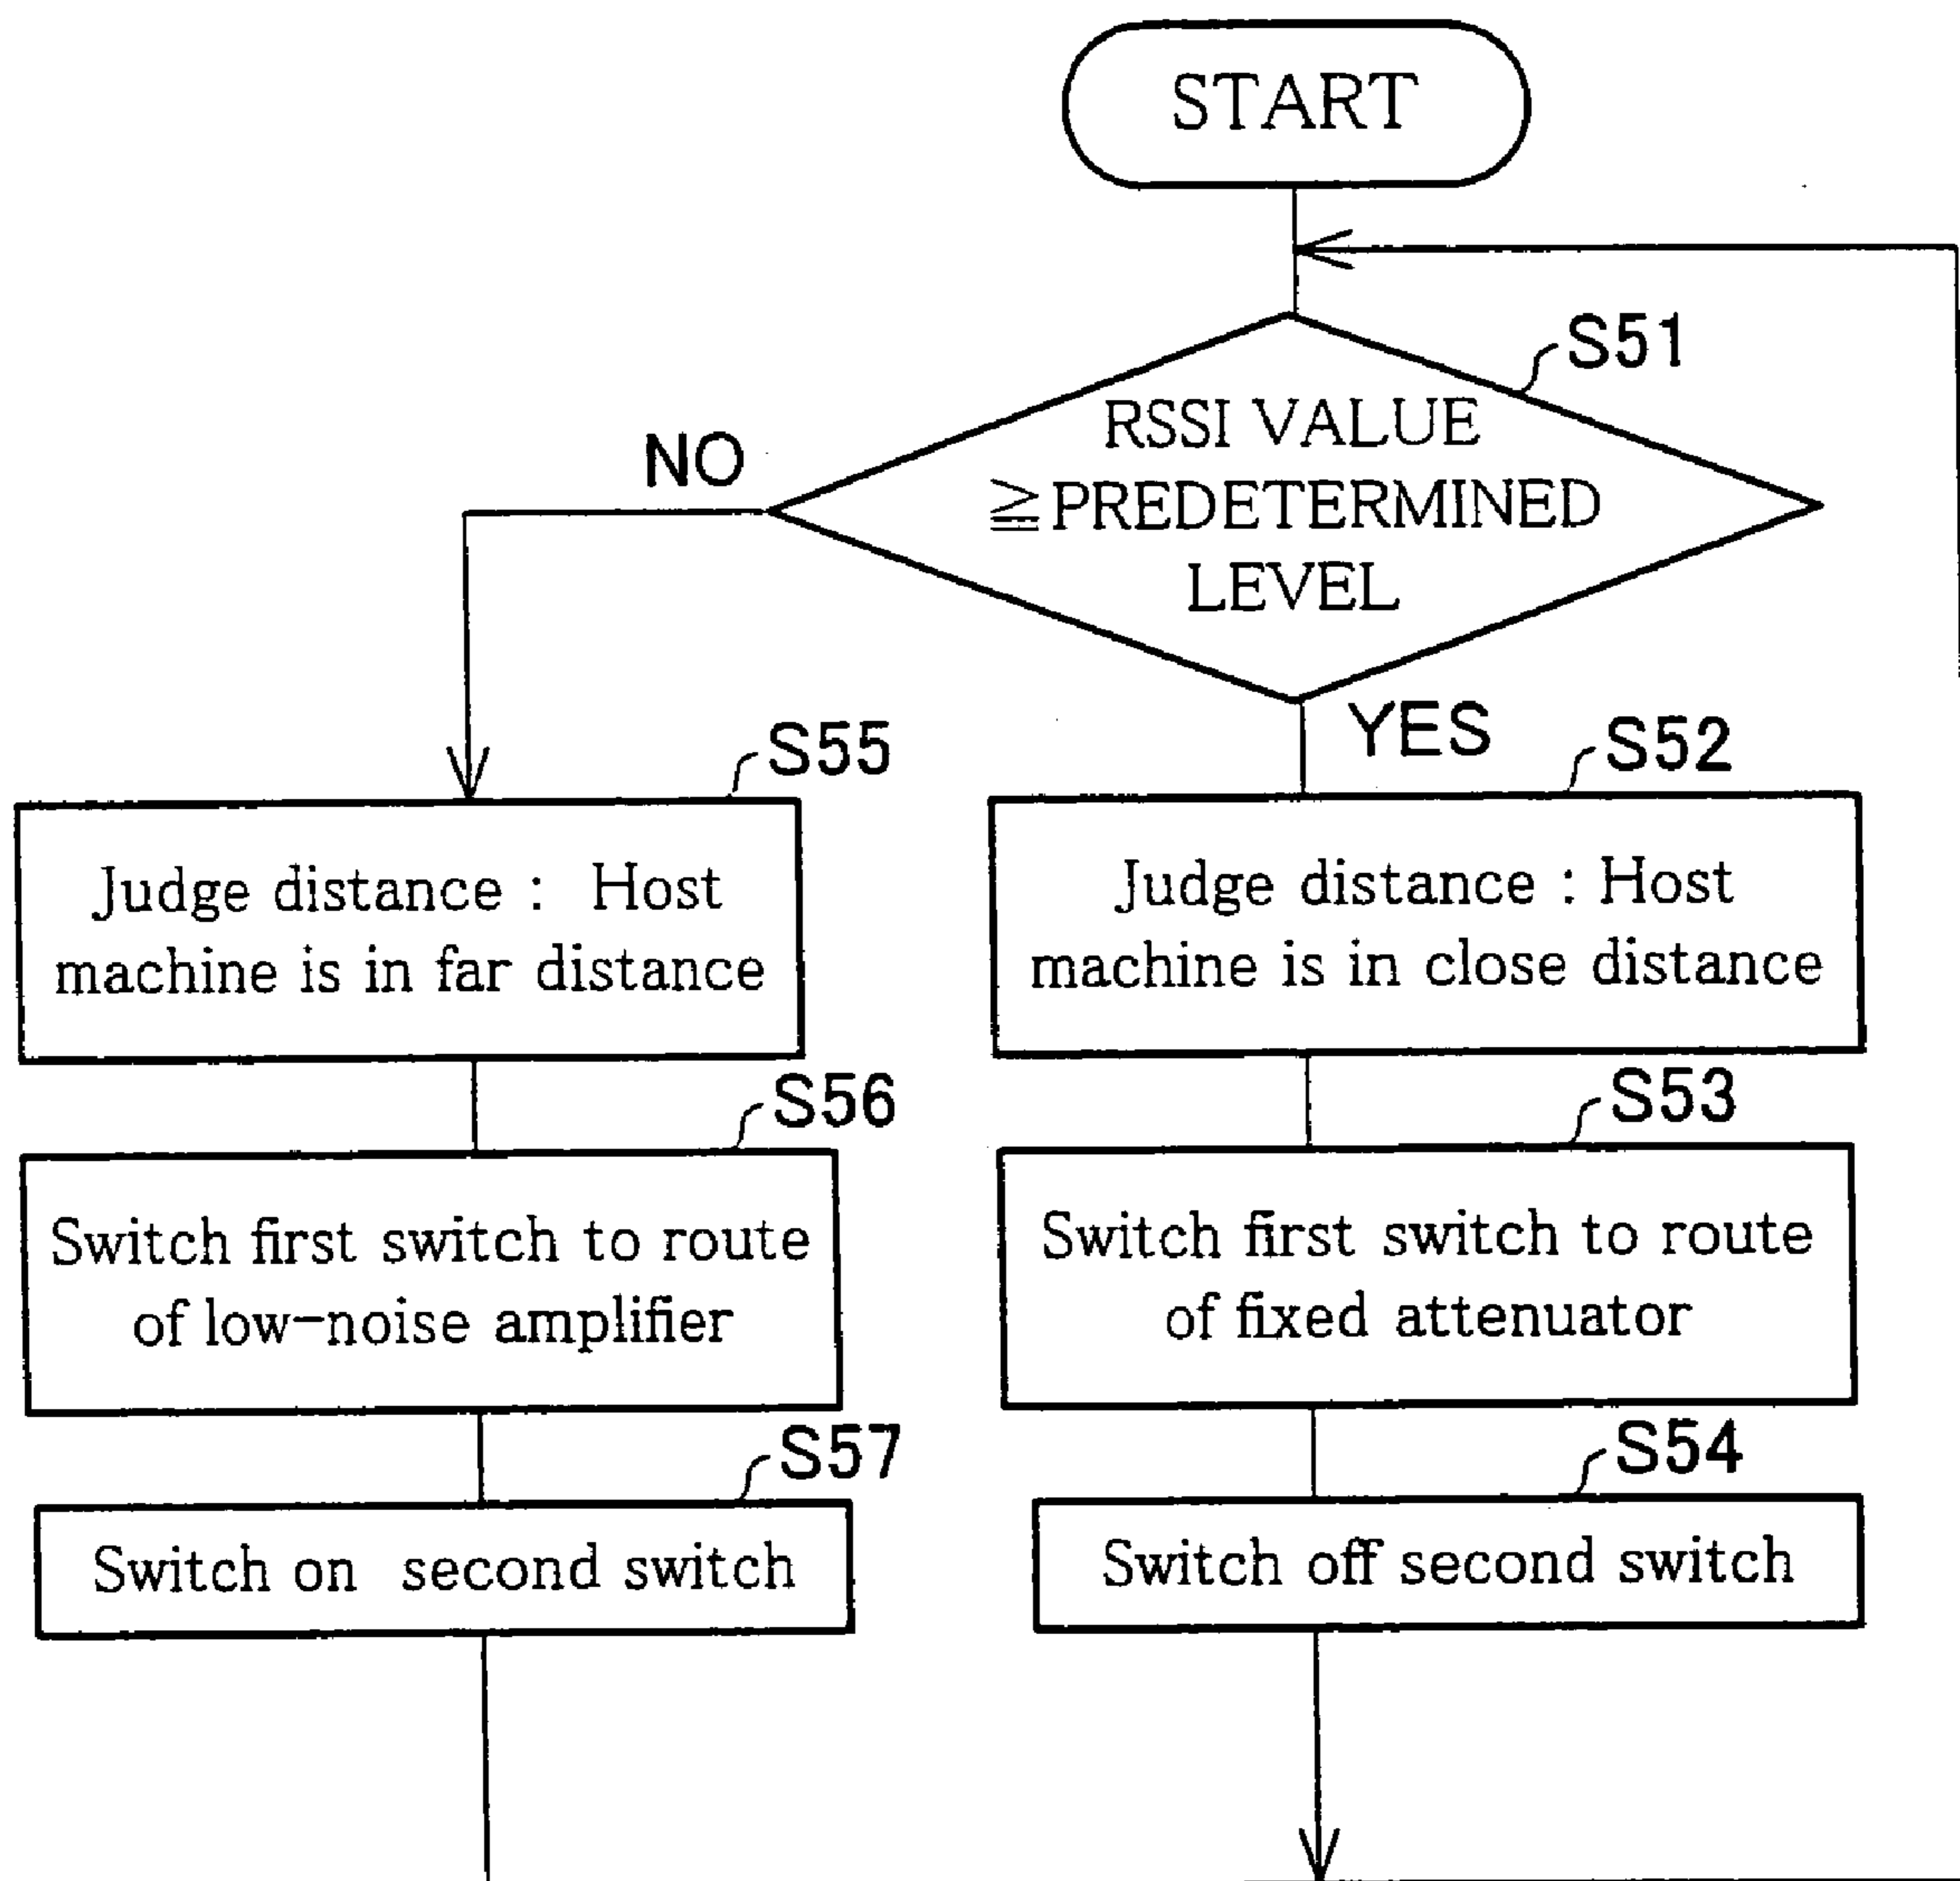 START
S51
RSSI VALUE
≧PREDETERMINED
LEVEL
NO
YES
S55
Judge distance : Host
machine is in far distance
S52
Judge distance : Host
machine is in close distance
S56
Switch first switch to route
of low-noise amplifier
S53
Switch first switch to route
of fixed attenuator
S57
Switch on second switch
S54
Switch off second switch